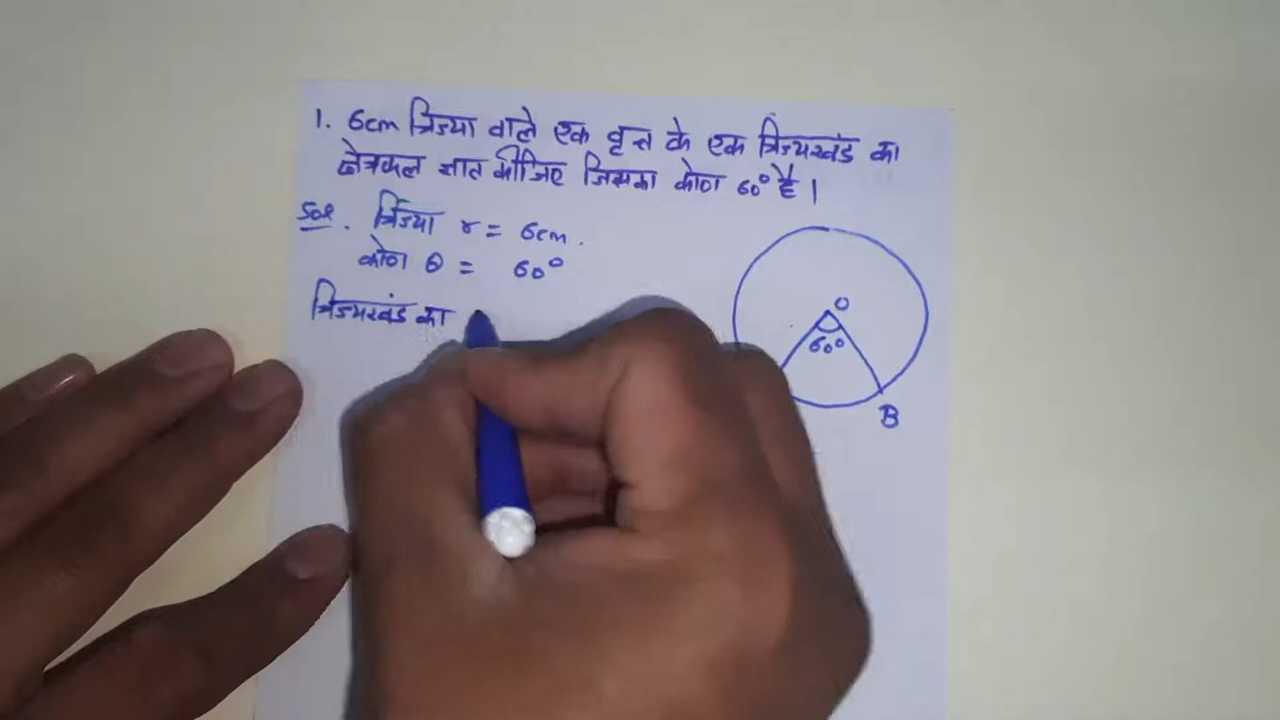 1. 6cm त्रिज्या वाले एक वृत्त के एक त्रिज्यखंड का
क्षेत्रफल ज्ञात कीजिए जिसका कोण 60° है।
Sol. त्रिज्या r = 6cm.
कोण θ = 60°
त्रिज्यखंड का
O
60°
B